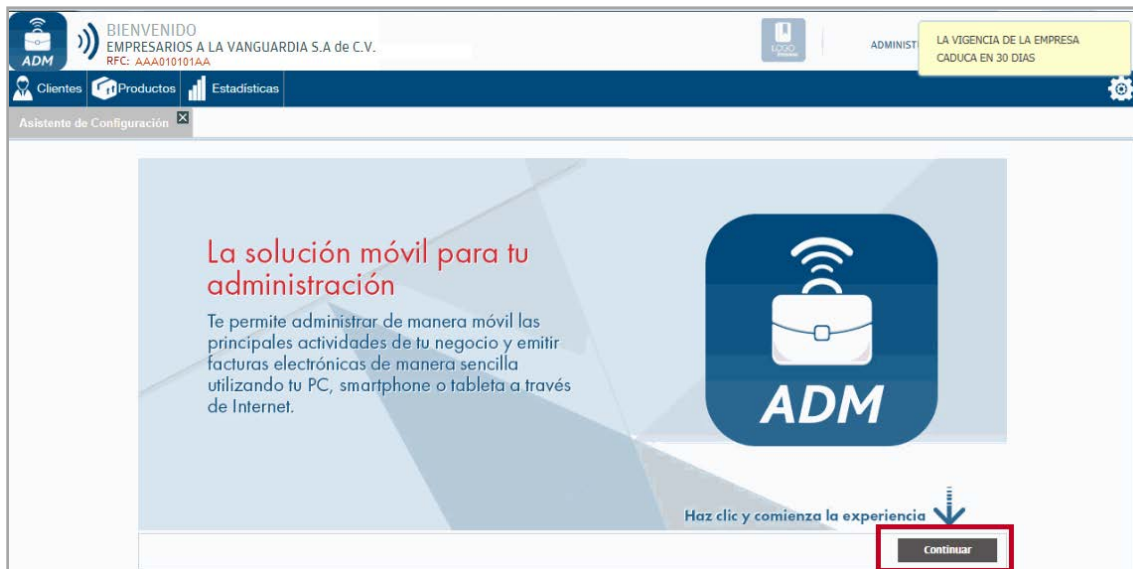 BIENVENIDO
EMPRESARIOS A LA VANGUARDIA S.A de C.V.
RFC: AAA010101AA
ADM
LOGO
ADMINIST
LA VIGENCIA DE LA EMPRESA
CADUCA EN 30 DIAS
Clientes Productos Estadísticas
Asistente de Configuración
La solución móvil para tu
administración
Te permite administrar de manera móvil las
principales actividades de tu negocio y emitir
facturas electrónicas de manera sencilla
utilizando tu PC, smartphone o tableta a través
de Internet.
ADM
Haz clic y comienza la experiencia
Continuar